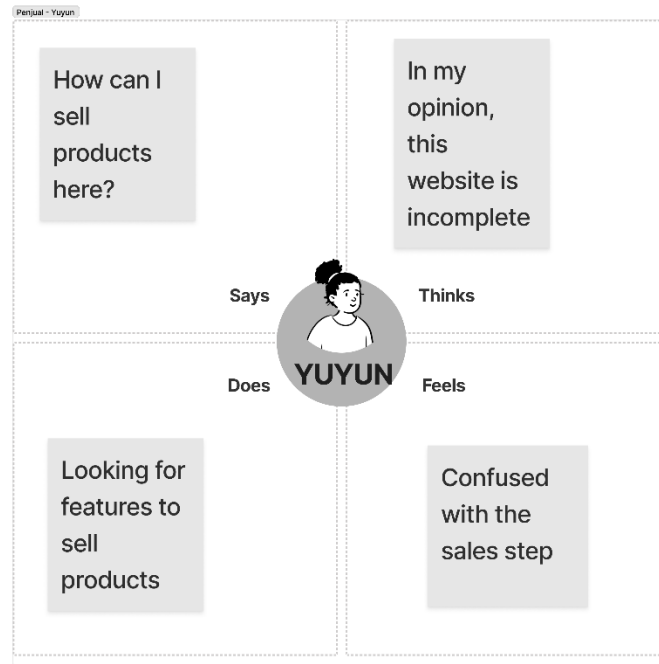 Penjual - Yuyun
How can I
sell
products
here?
In my
opinion,
this
website is
incomplete
Says
Thinks
YUYUN
Does
Feels
Looking for
features to
sell
products
Confused
with the
sales step